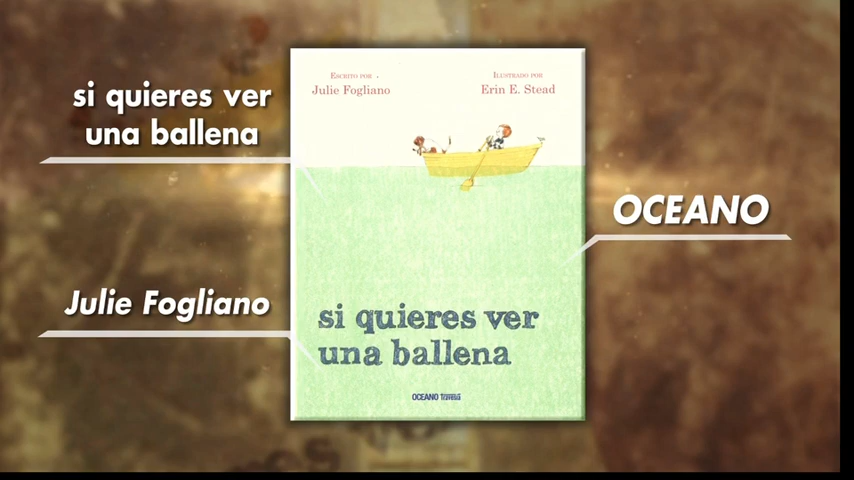 si quieres ver
una ballena
Julie Fogliano
ESCRITO POR
Julie Fogliano
ILUSTRADO POR
Erin E. Stead
si quieres ver
una ballena
OCEANO Travesía
OCEANO